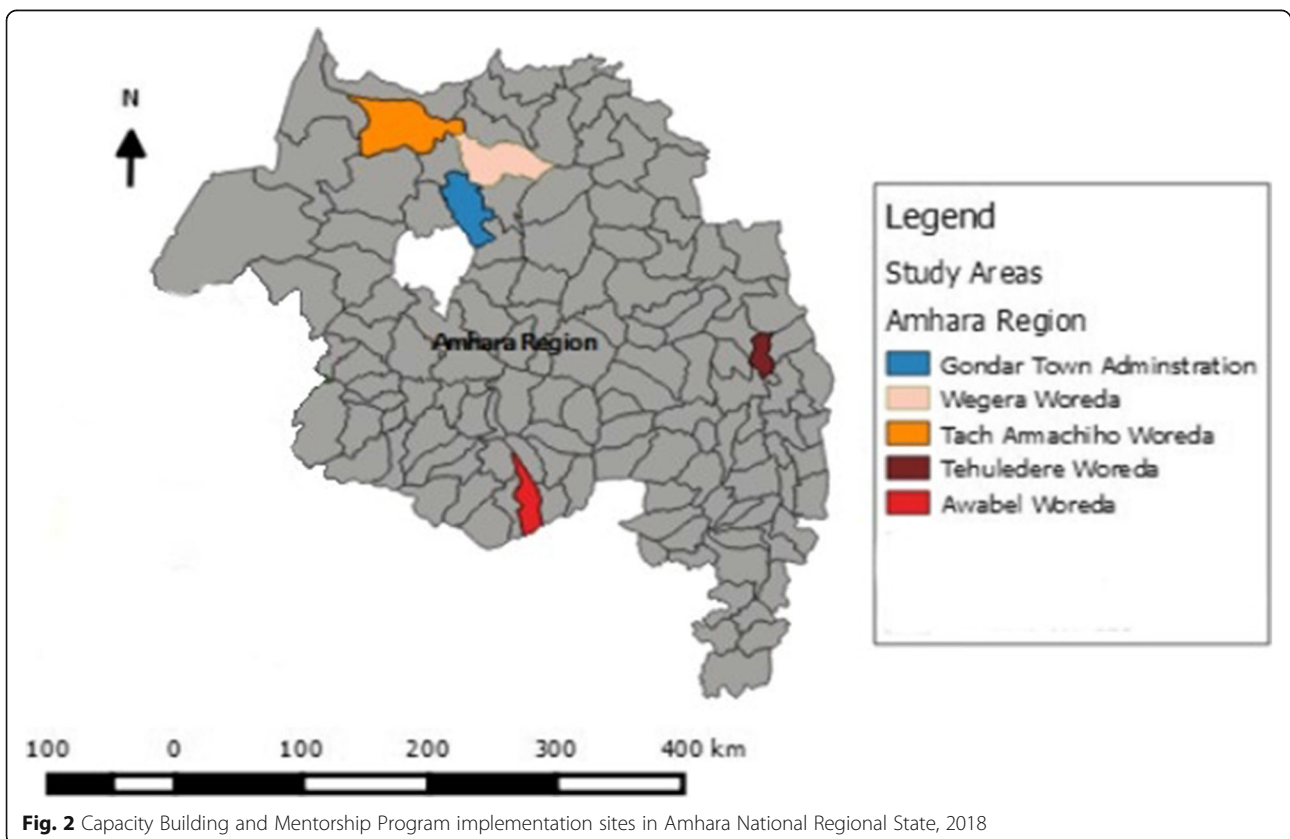 N
Amhara Region
Legend
Study Areas
Amhara Region
Gondar Town Adminstration
Wegera Woreda
Tach Armachiho Woreda
Tehuledere Woreda
Awabel Woreda
100 0 100 200 300 400 km
Fig. 2 Capacity Building and Mentorship Program implementation sites in Amhara National Regional State, 2018